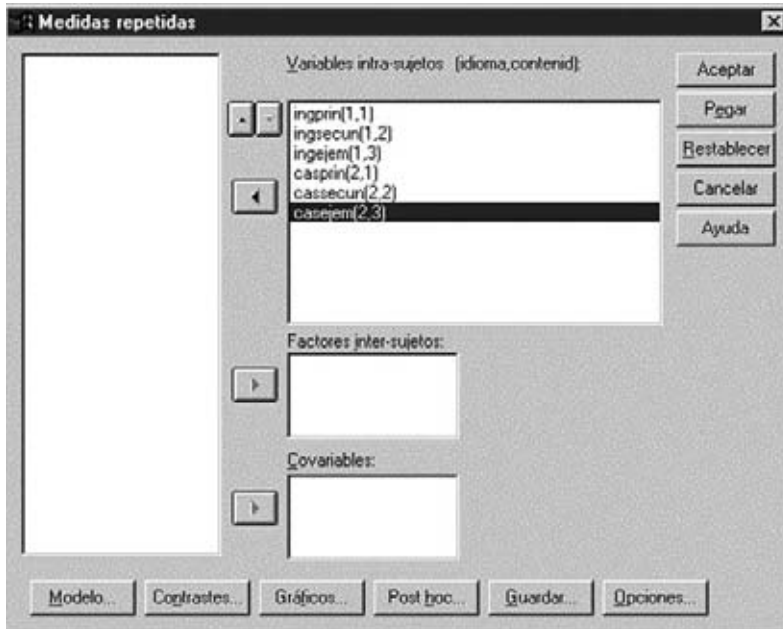 Medidas repetidas
Variables intra-sujetos (idioma,contenid):
ingprin(1,1)
ingsecun(1,2)
ingejem(1,3)
casprin(2,1)
cassecun(2,2)
casejem(2,3)
Factores inter-sujetos:
Covariables:
Aceptar
Pegar
Restablecer
Cancelar
Ayuda
Modelo...
Contrastes...
Gráficos...
Post hoc...
Guardar...
Opciones...